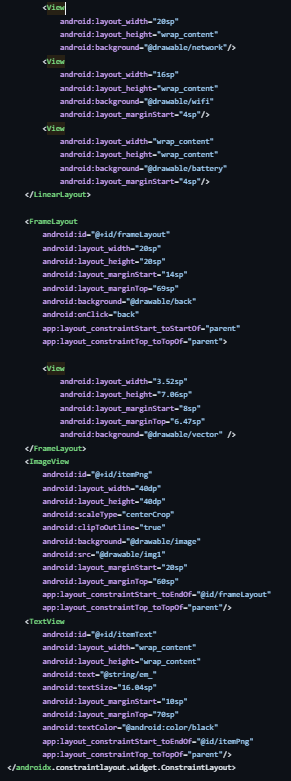 <View
android:layout_width="20sp"
android:layout_height="wrap_content"
android:background="@drawable/network"/>
<View
android:layout_width="16sp"
android:layout_height="wrap_content"
android:background="@drawable/wifi"
android:layout_marginStart="4sp"/>
<View
android:layout_width="wrap_content"
android:layout_height="wrap_content"
android:background="@drawable/battery"
android:layout_marginStart="4sp"/>
</LinearLayout>
<FrameLayout
android:id="@+id/frameLayout"
android:layout_width="20sp"
android:layout_height="20sp"
android:layout_marginStart="14sp"
android:layout_marginTop="69sp"
android:background="@drawable/back"
android:onClick="back"
app:layout_constraintStart_toStartOf="parent"
app:layout_constraintTop_toTopOf="parent">
<View
android:layout_width="3.52sp"
android:layout_height="7.06sp"
android:layout_marginStart="8sp"
android:layout_marginTop="6.47sp"
android:background="@drawable/vector" />
</FrameLayout>
<ImageView
android:id="@+id/itemPng"
android:layout_width="40dp"
android:layout_height="40dp"
android:scaleType="centerCrop"
android:clipToOutline="true"
android:background="@drawable/image"
android:src="@drawable/img1"
android:layout_marginStart="20sp"
android:layout_marginTop="60sp"
app:layout_constraintStart_toEndOf="@id/frameLayout"
app:layout_constraintTop_toTopOf="parent"/>
<TextView
android:id="@+id/itemText"
android:layout_width="wrap_content"
android:layout_height="wrap_content"
android:text="@string/em_"
android:textSize="16.04sp"
android:layout_marginStart="10sp"
android:layout_marginTop="70sp"
android:textColor="@android:color/black"
app:layout_constraintStart_toEndOf="@id/itemPng"
app:layout_constraintTop_toTopOf="parent"/>
</androidx.constraintlayout.widget.ConstraintLayout>